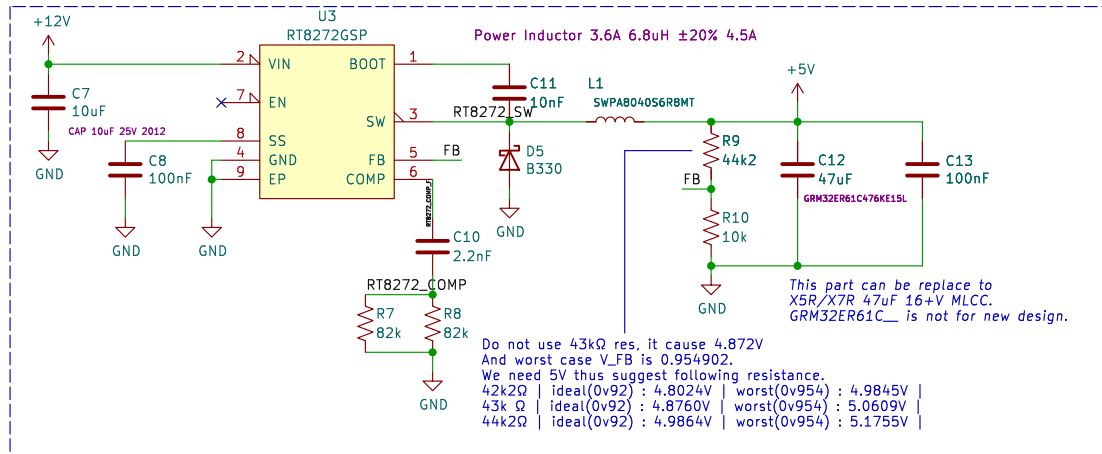 +12V
U3
RT8272GSP
Power Inductor 3.6A 6.8uH ±20% 4.5A
2
VIN
BOOT
1
+5V
C7
10uF
7
EN
C11
10nF
L1
SWPA8040S6R8MT
CAP 10uF 25V 2012
RT8272_SW
SW
3
8
SS
R9
44k2
GND
C8
100nF
4
GND
FB
5
FB
D5
B330
C12
47uF
C13
100nF
9
EP
COMP
6
FB
RT8272_COMP_F
GRM32ER61C476KE15L
R10
10k
GND
GND
GND
C10
2.2nF
RT8272_COMP
GND
This part can be replace to
X5R/X7R 47uF 16+V MLCC.
GRM32ER61C__ is not for new design.
R7
82k
R8
82k
Do not use 43kΩ res, it cause 4.872V
And worst case V_FB is 0.954902.
We need 5V thus suggest following resistance.
42k2Ω | ideal(0v92) : 4.8024V | worst(0v954) : 4.9845V |
43k Ω | ideal(0v92) : 4.8760V | worst(0v954) : 5.0609V |
44k2Ω | ideal(0v92) : 4.9864V | worst(0v954) : 5.1755V |
GND